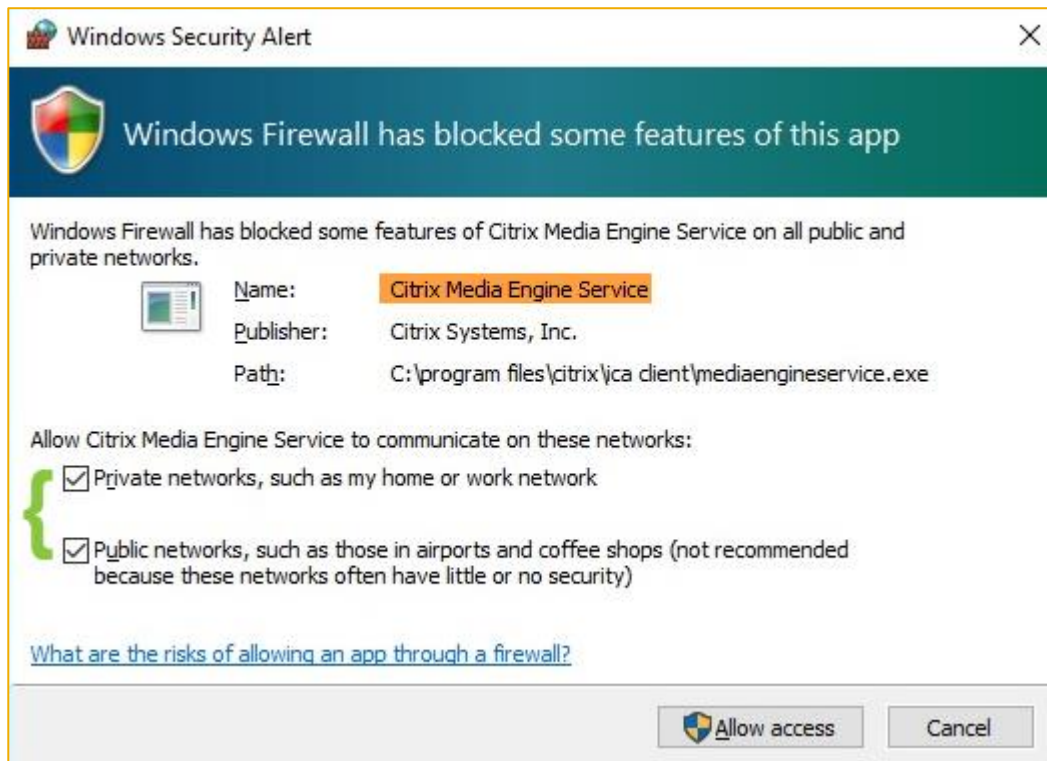 Windows Security Alert
Windows Firewall has blocked some features of this app
Windows Firewall has blocked some features of Citrix Media Engine Service on all public and
private networks.
Name: Citrix Media Engine Service
Publisher: Citrix Systems, Inc.
Path: C:\program files\citrix\ica client\mediaengineservice.exe
Allow Citrix Media Engine Service to communicate on these networks:
Private networks, such as my home or work network
Public networks, such as those in airports and coffee shops (not recommended
because these networks often have little or no security)
What are the risks of allowing an app through a firewall?
Allow access Cancel